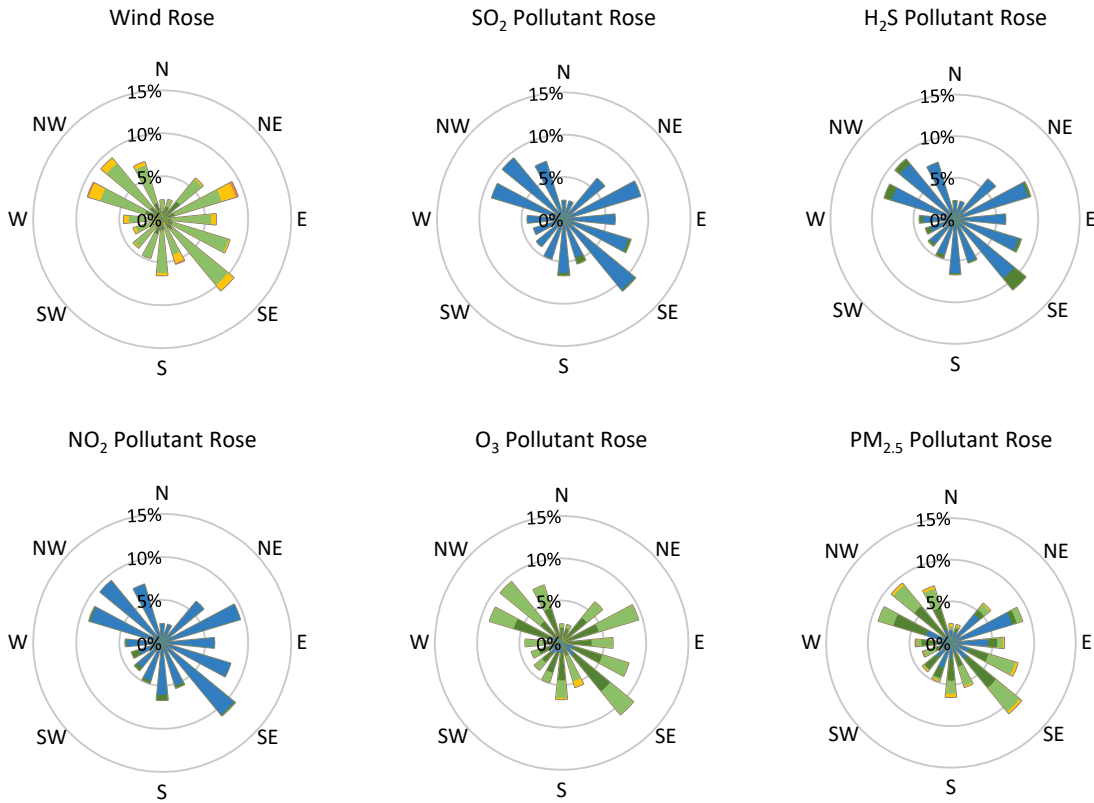 Wind Rose
N
15%
NW
NE
10%
5%
W
0%
E
SW
SE
S
SO₂ Pollutant Rose
N
15%
NW
NE
10%
5%
W
0%
E
SW
SE
S
H₂S Pollutant Rose
N
15%
NW
NE
10%
5%
W
0%
E
SW
SE
S
NO₂ Pollutant Rose
N
15%
NW
NE
10%
5%
W
0%
E
SW
SE
S
O₃ Pollutant Rose
N
15%
NW
NE
10%
5%
W
0%
E
SW
SE
S
PM₂.₅ Pollutant Rose
N
15%
NW
NE
10%
5%
W
0%
E
SW
SE
S